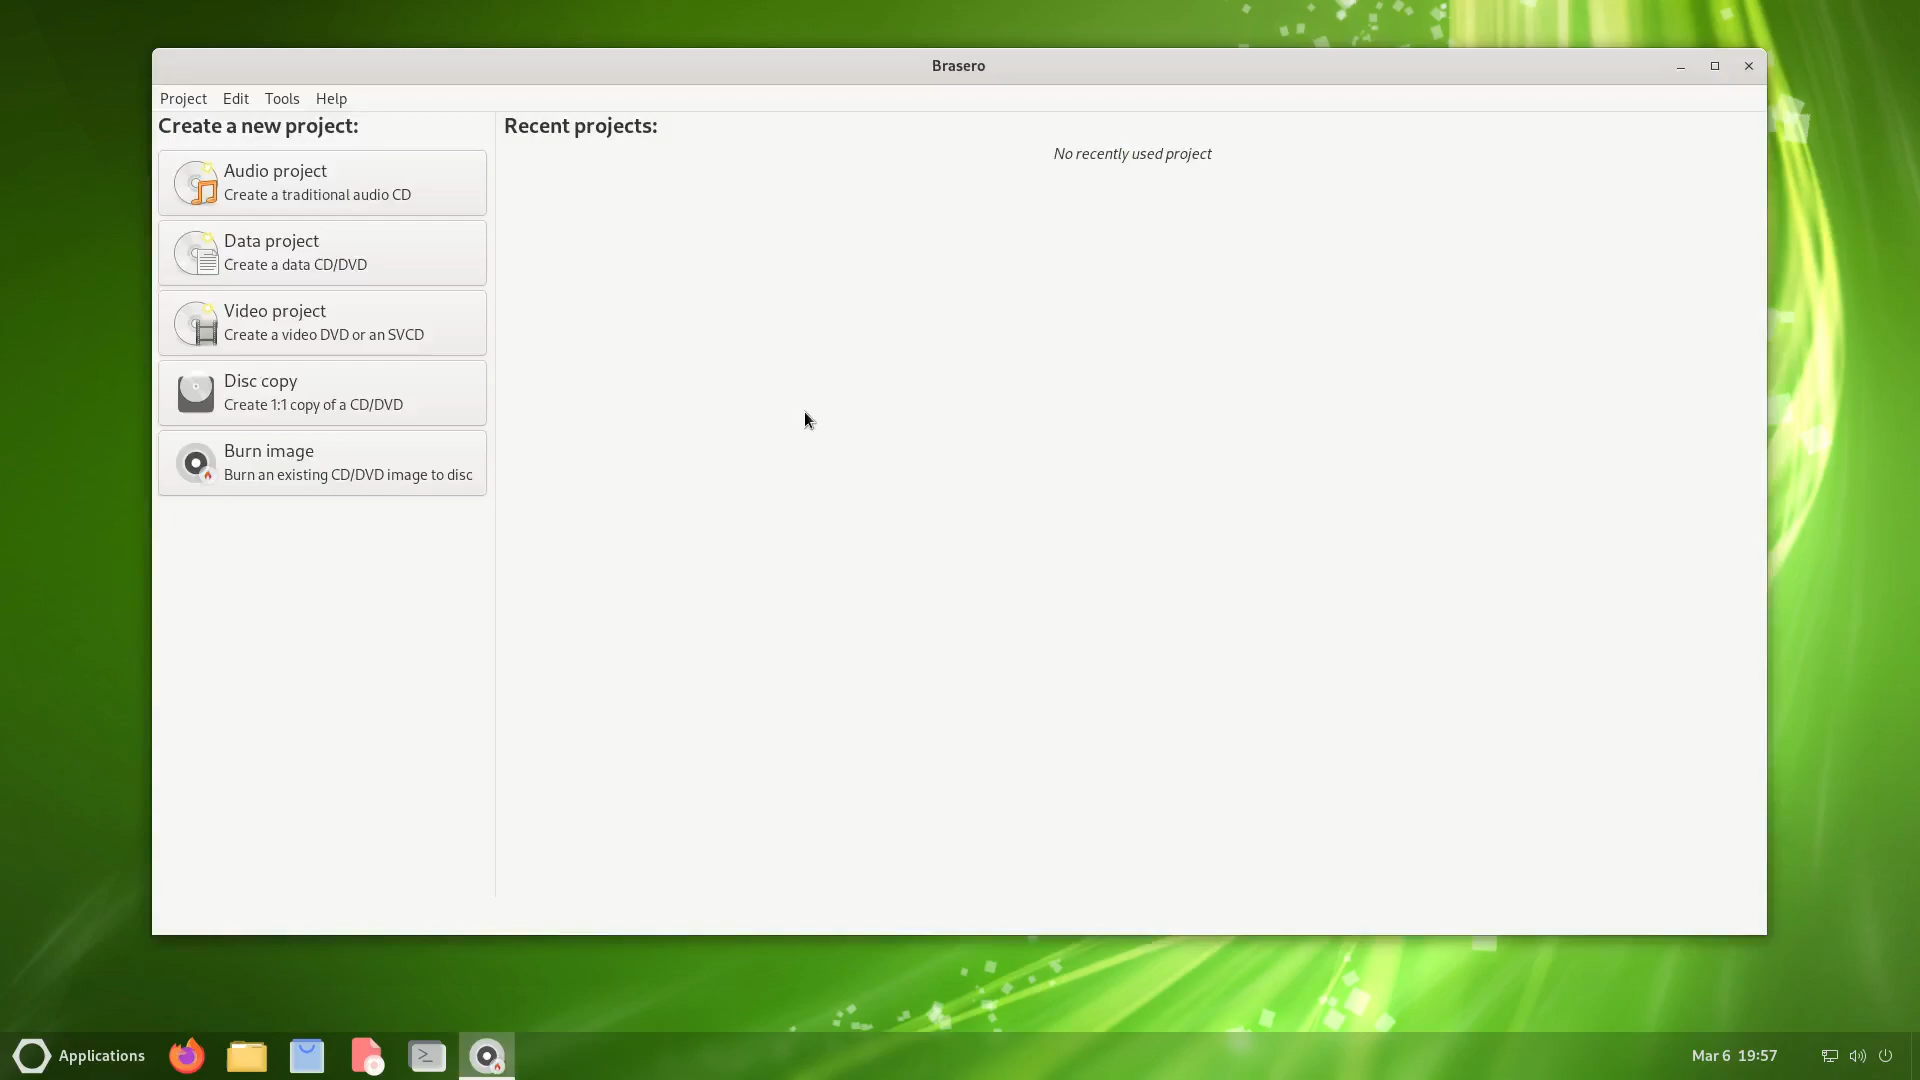 Brasero
Project Edit Tools Help
Create a new project:
Audio project
Create a traditional audio CD
Data project
Create a data CD/DVD
Video project
Create a video DVD or an SVCD
Disc copy
Create 1:1 copy of a CD/DVD
Burn image
Burn an existing CD/DVD image to disc
Recent projects:
No recently used project
Applications
Mar 6 19:57